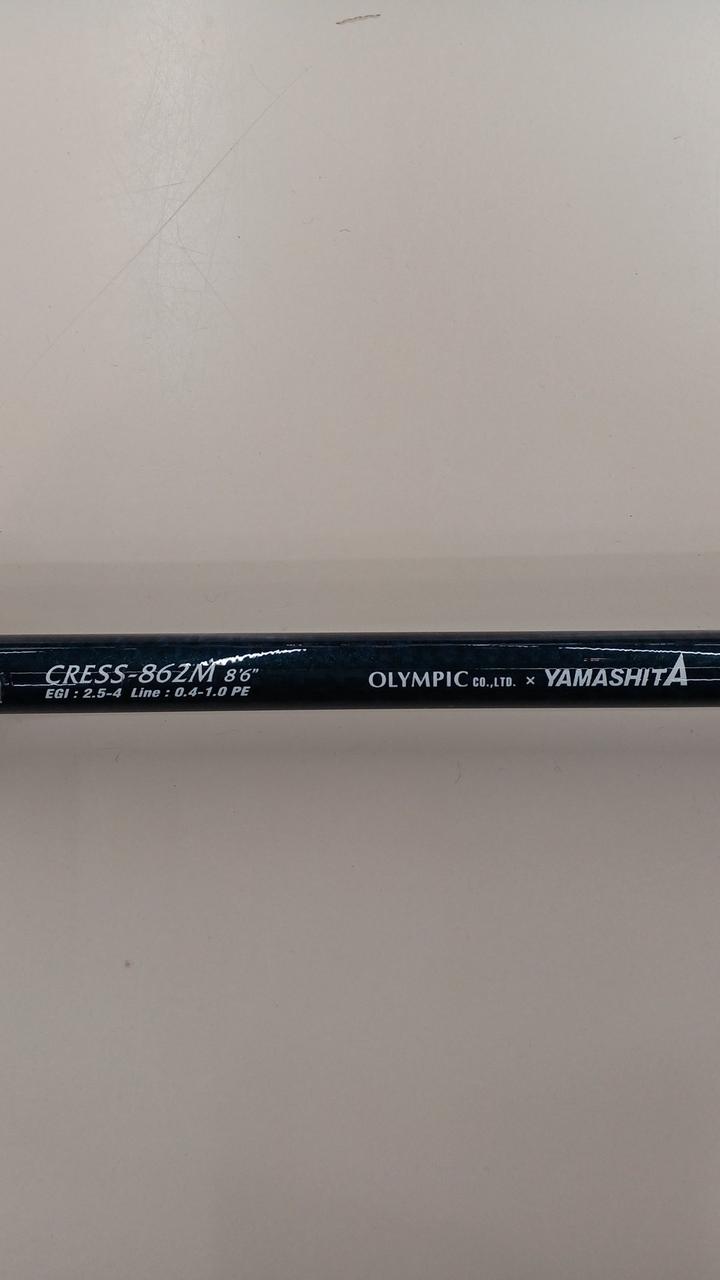 CRESS-862M 8'6"
EGI : 2.5-4 Line : 0.4-1.0 PE
OLYMPIC CO.,LTD. × YAMASHITA